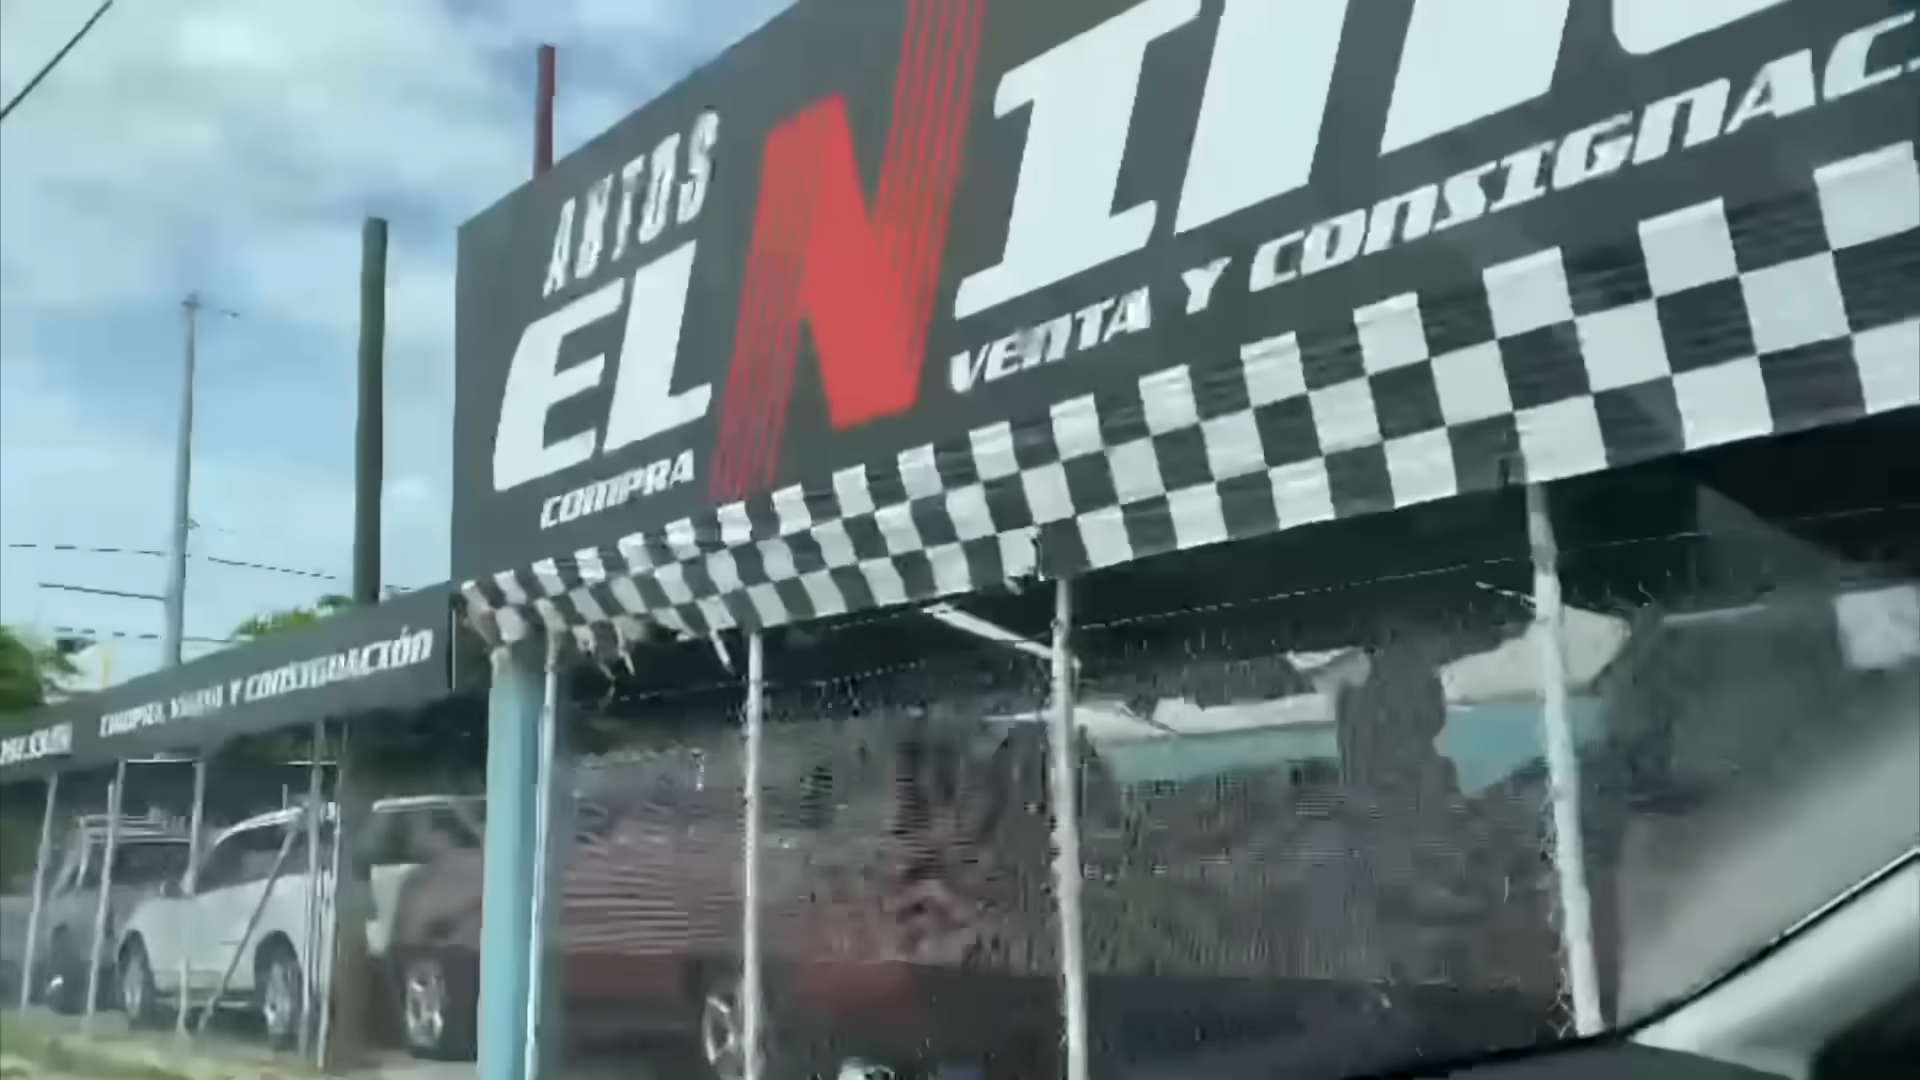 AUTOS
EL
COMPRA
VENTA Y CONSIGNAC
COMPRA, VENTA Y CONSIGNACIÓN